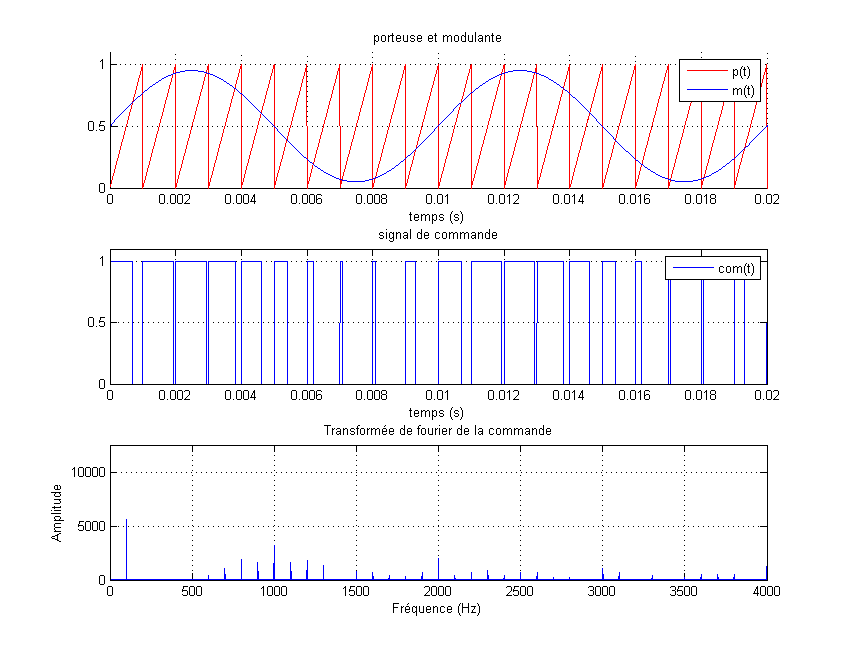 porteuse et modulante
1
0.5
0
p(t)
m(t)
0 0.002 0.004 0.006 0.008 0.01 0.012 0.014 0.016 0.018 0.02
temps (s)
signal de commande
1
0.5
0
com(t)
0 0.002 0.004 0.006 0.008 0.01 0.012 0.014 0.016 0.018 0.02
temps (s)
Transformée de fourier de la commande
Amplitude
10000
5000
0
0 500 1000 1500 2000 2500 3000 3500 4000
Fréquence (Hz)